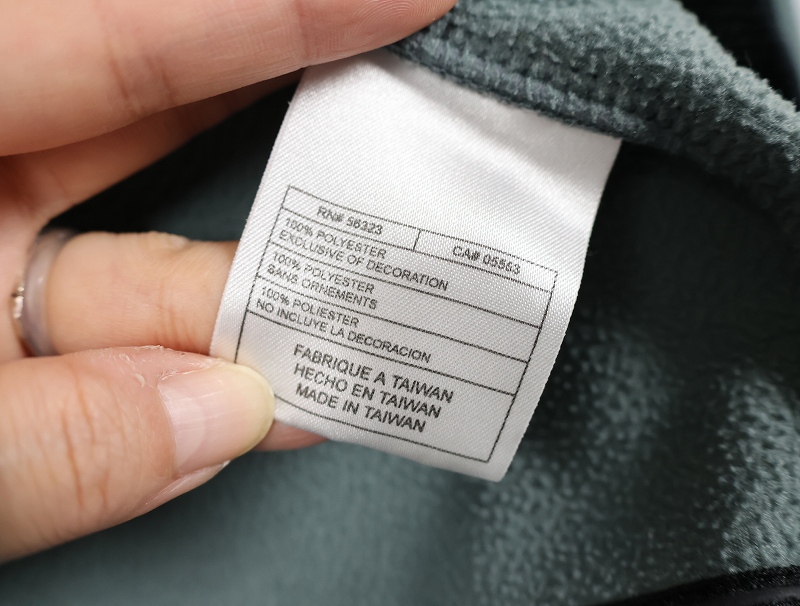 RN# 56323 CA# 05553
100% POLYESTER
EXCLUSIVE OF DECORATION
100% POLYESTER
SANS ORNEMENTS
100% POLIESTER
NO INCLUYE LA DECORACION
FABRIQUE A TAIWAN
HECHO EN TAIWAN
MADE IN TAIWAN